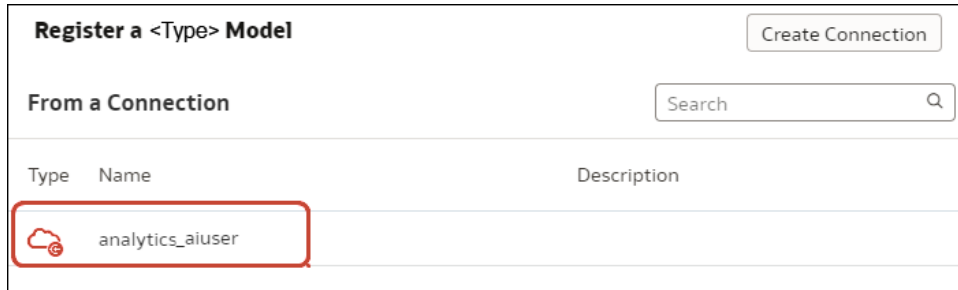 Register a <Type> Model
Create Connection
From a Connection
Search
Type Name Description
analytics_aiuser